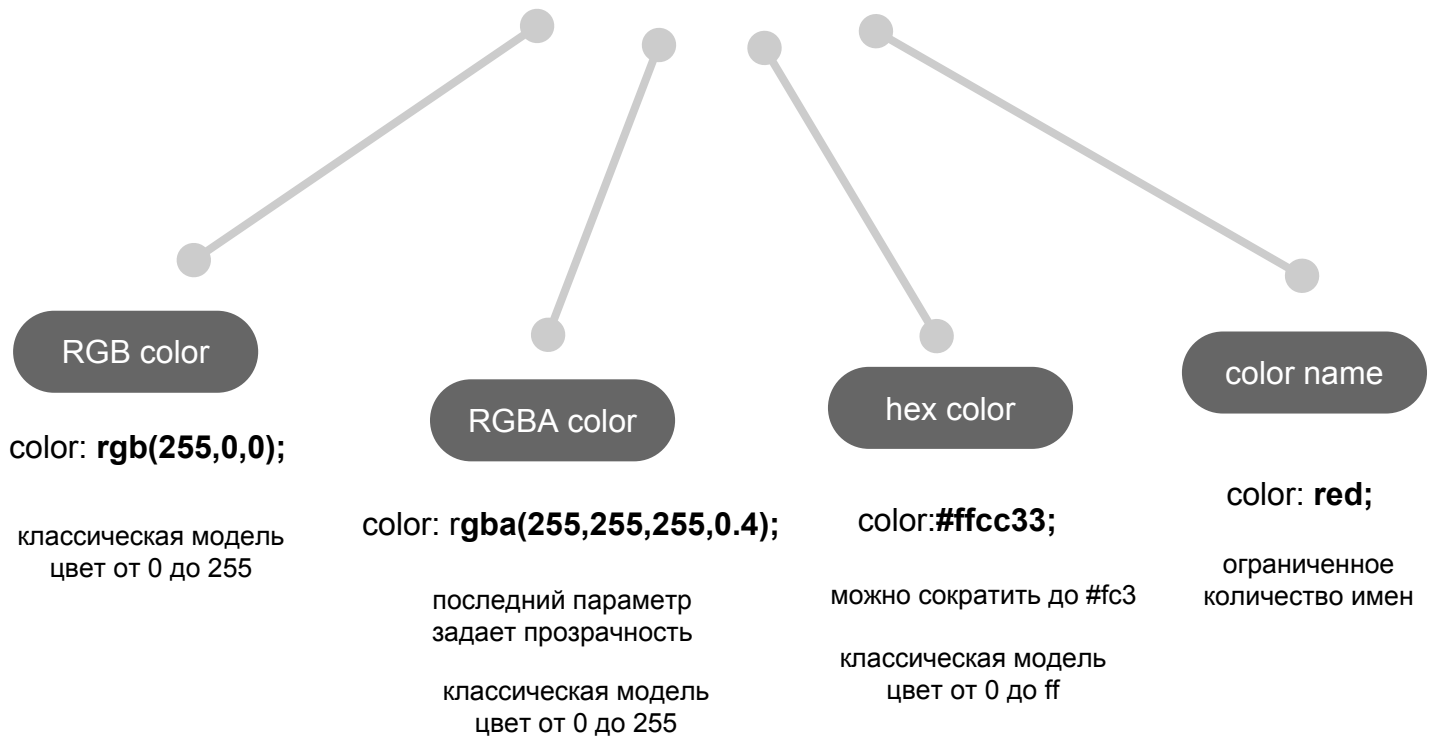 RGB color
color: rgb(255,0,0);
классическая модель
цвет от 0 до 255
RGBA color
color: rgba(255,255,255,0.4);
последний параметр
задает прозрачность
классическая модель
цвет от 0 до 255
hex color
color:#ffcc33;
можно сократить до #fc3
классическая модель
цвет от 0 до ff
color name
color: red;
ограниченное
количество имен